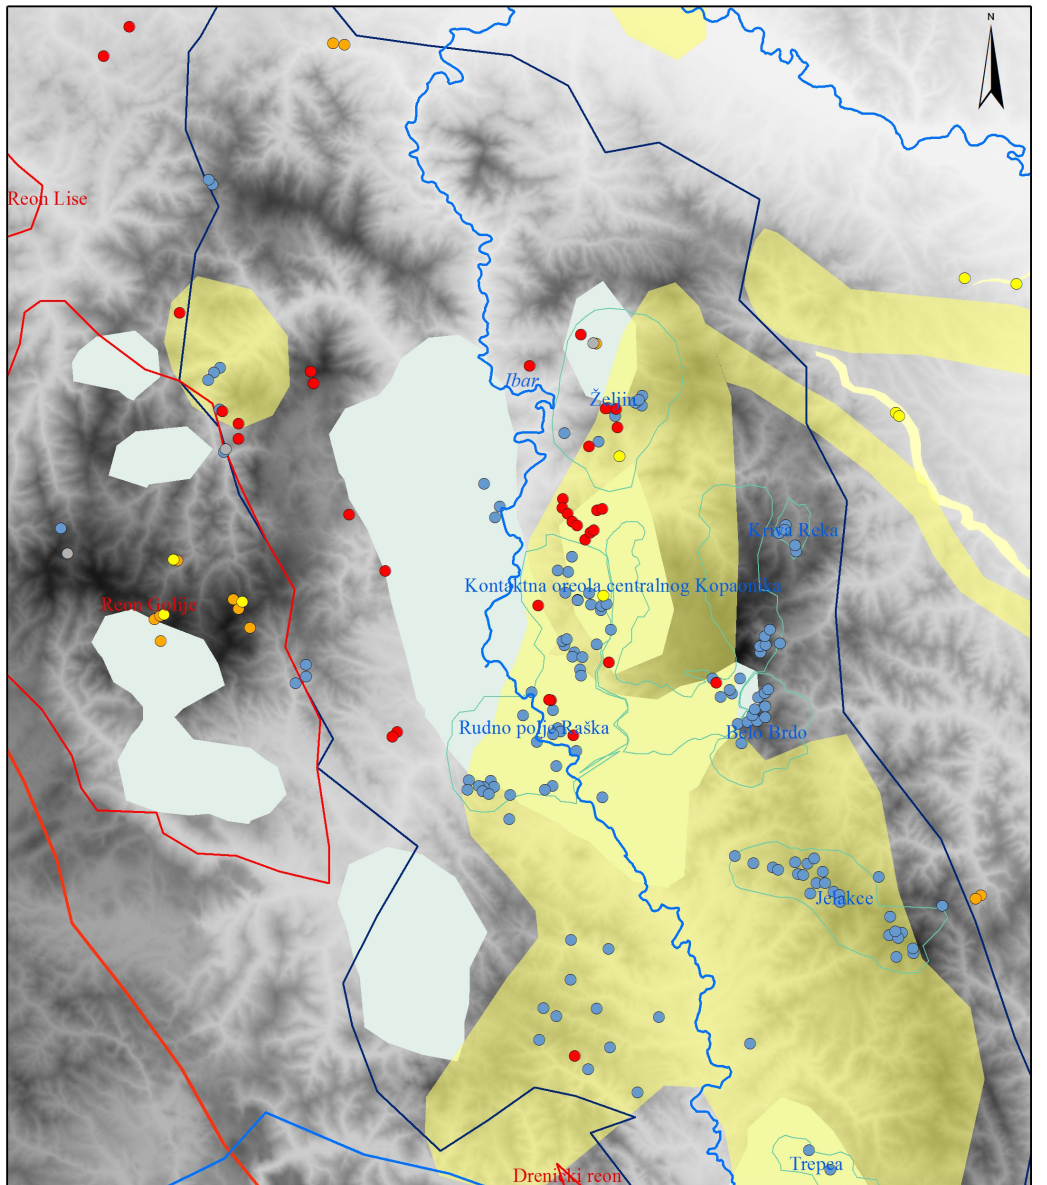 N
Reon Lise
Ibar
Željin
Kriva Reka
Kontaktna oreola centralnog Kopaonika
Reon Golije
Rudno polje Raška
Belo Brdo
Jelakce
Trepča
Drenički reon